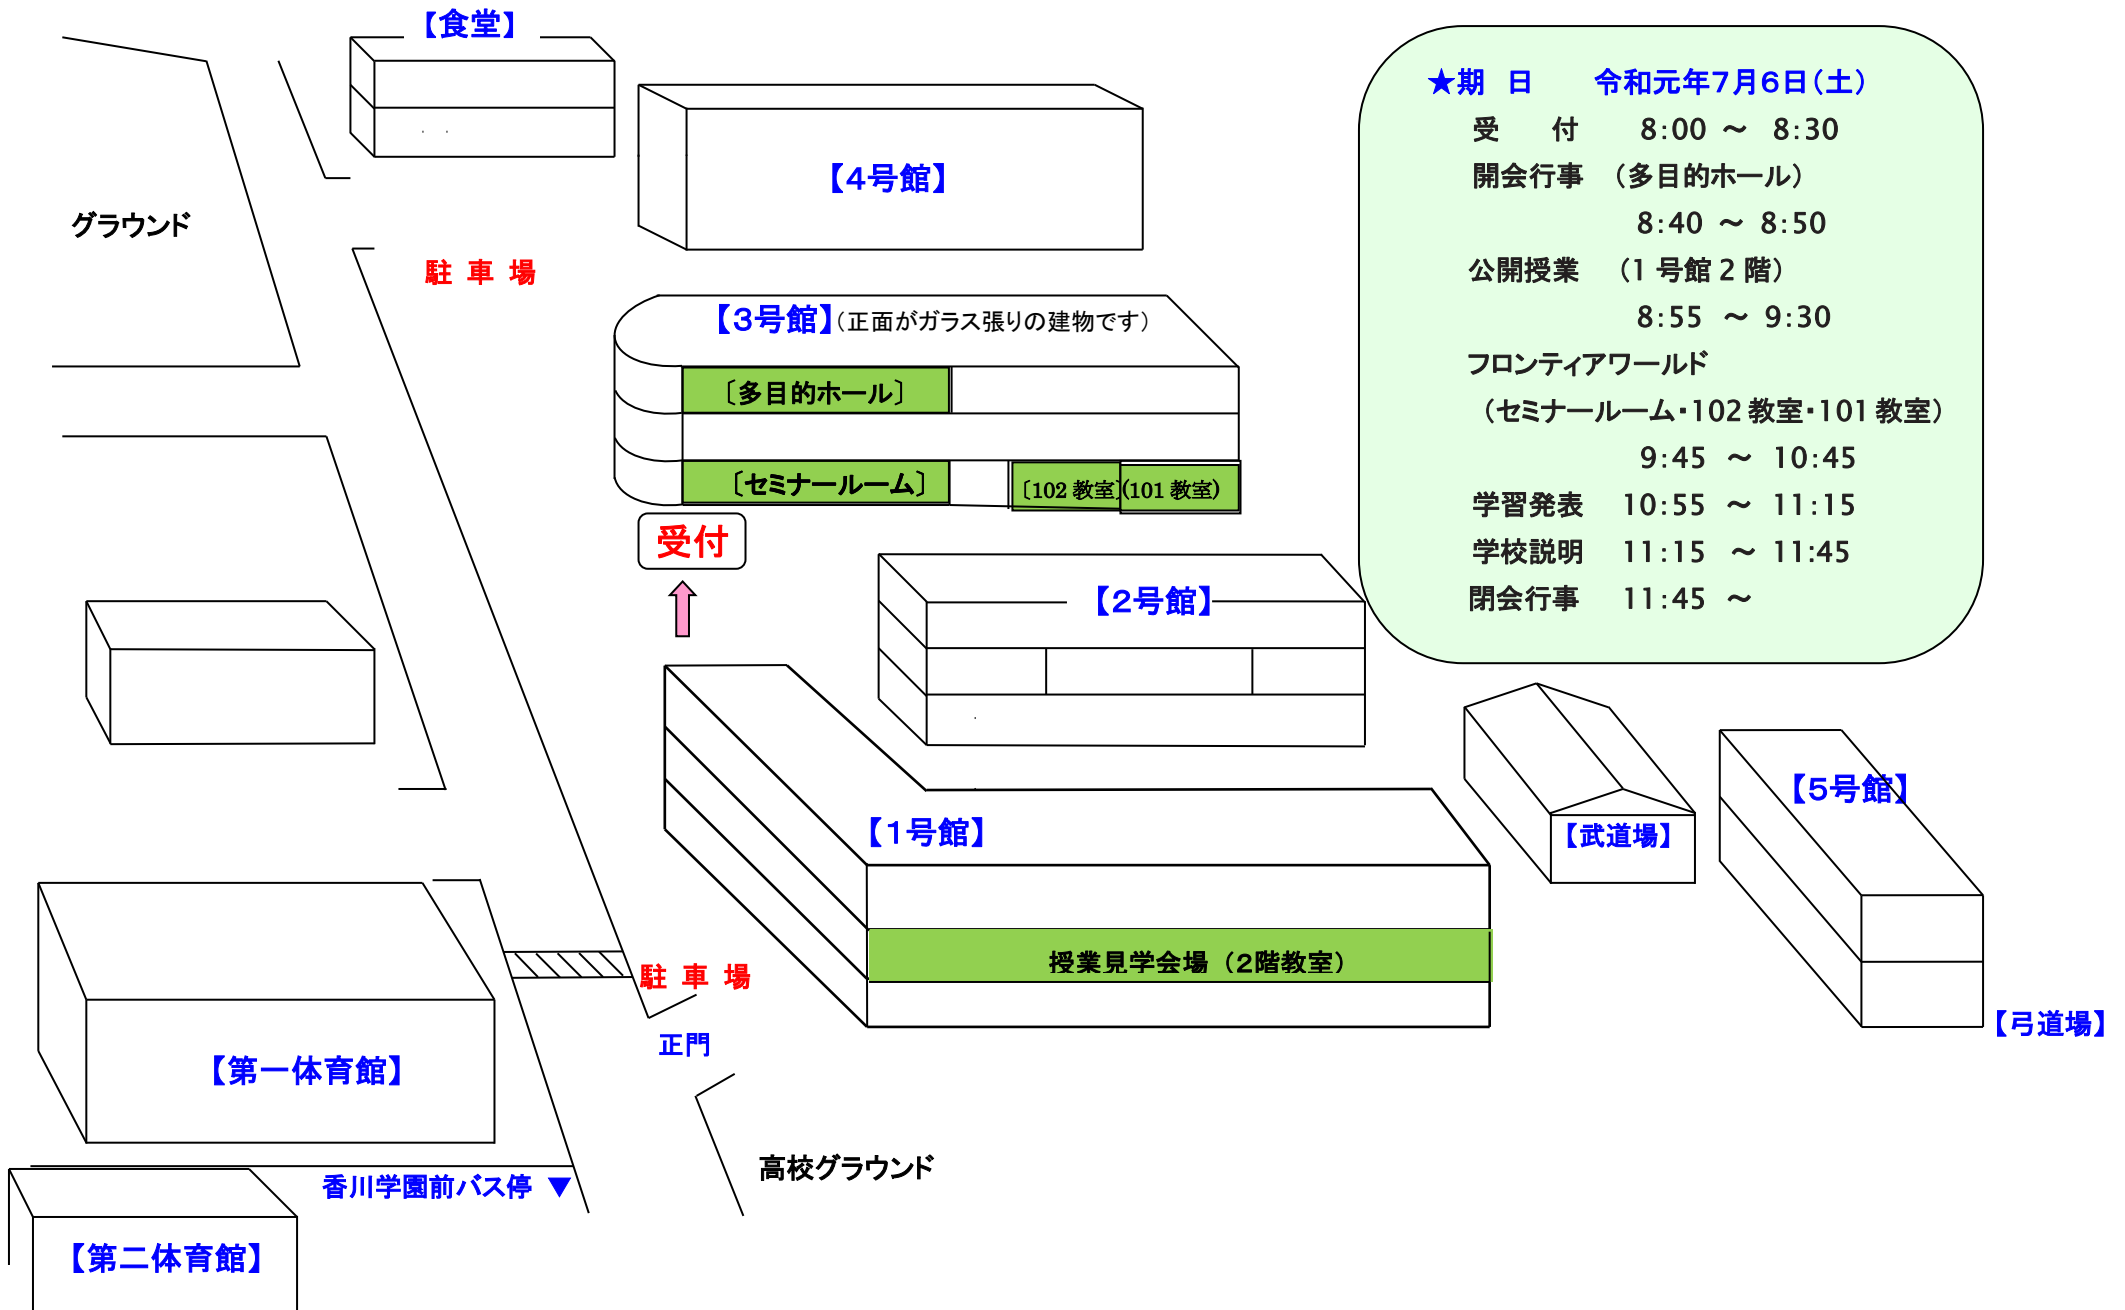 【食堂】
★期　日　　令和元年７月６日（土）
受　　付　　8：00 ～ 8：30
開会行事　（多目的ホール）
8：40 ～ 8：50
公開授業　（１号館２階）
8：55 ～ 9：30
フロンティアワールド
（セミナールーム・102教室・101教室）
9：45 ～ 10：45
学習発表　10：55 ～ 11：15
学校説明　11：15 ～ 11：45
閉会行事　11：45 ～
【４号館】
グラウンド
駐 車 場
【３号館】（正面がガラス張りの建物です）
〔多目的ホール〕
〔セミナールーム〕
〔102 教室〕
（101 教室）
受付
【２号館】
【１号館】
授業見学会場（２階教室）
【武道場】
【５号館】
【弓道場】
駐 車 場
正門
【第一体育館】
高校グラウンド
香川学園前バス停 ▼
【第二体育館】